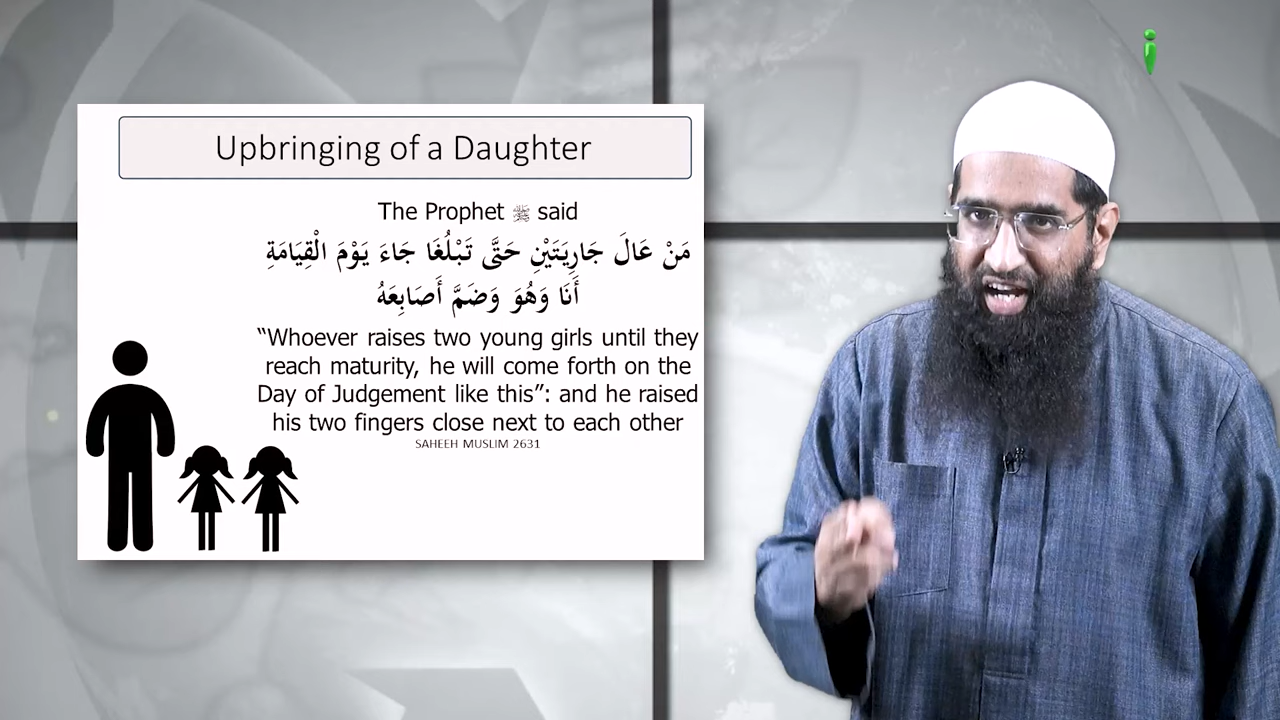 Upbringing of a Daughter
The Prophet ﷺ said
مَنْ عَالَ جَارِيَتَيْنِ حَتَّى تَبْلُغَا جَاءَ يَوْمَ الْقِيَامَةِ
أَنَا وَهُوَ وَضَمَّ أَصَابِعَهُ
“Whoever raises two young girls until they
reach maturity, he will come forth on the
Day of Judgement like this”: and he raised
his two fingers close next to each other
SAHEEH MUSLIM 2631
i